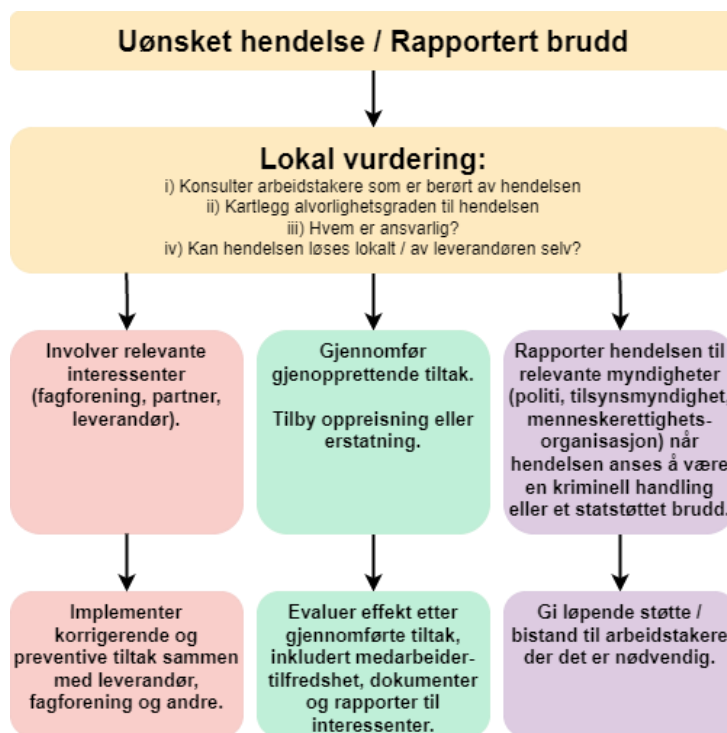 Uønsket hendelse / Rapportert brudd
Lokal vurdering:
i) Konsulter arbeidstakere som er berørt av hendelsen
ii) Kartlegg alvorlighetsgraden til hendelsen
iii) Hvem er ansvarlig?
iv) Kan hendelsen løses lokalt / av leverandøren selv?
Involver relevante
interessenter
(fagforening, partner,
leverandør).
Gjennomfør
gjenopprettende tiltak.
Tilby oppreisning eller
erstatning.
Rapporter hendelsen til
relevante myndigheter
(politi, tilsynsmyndighet,
menneskerettighets-
organisasjon) når
hendelsen anses å være
en kriminell handling
eller et statstøttet brudd.
Implementer
korrigerende og
preventive tiltak sammen
med leverandør,
fagforening og andre.
Evaluer effekt etter
gjennomførte tiltak,
inkludert medarbeider-
tilfredshet, dokumenter
og rapporter til
interessenter.
Gi løpende støtte /
bistand til arbeidstakere
der det er nødvendig.